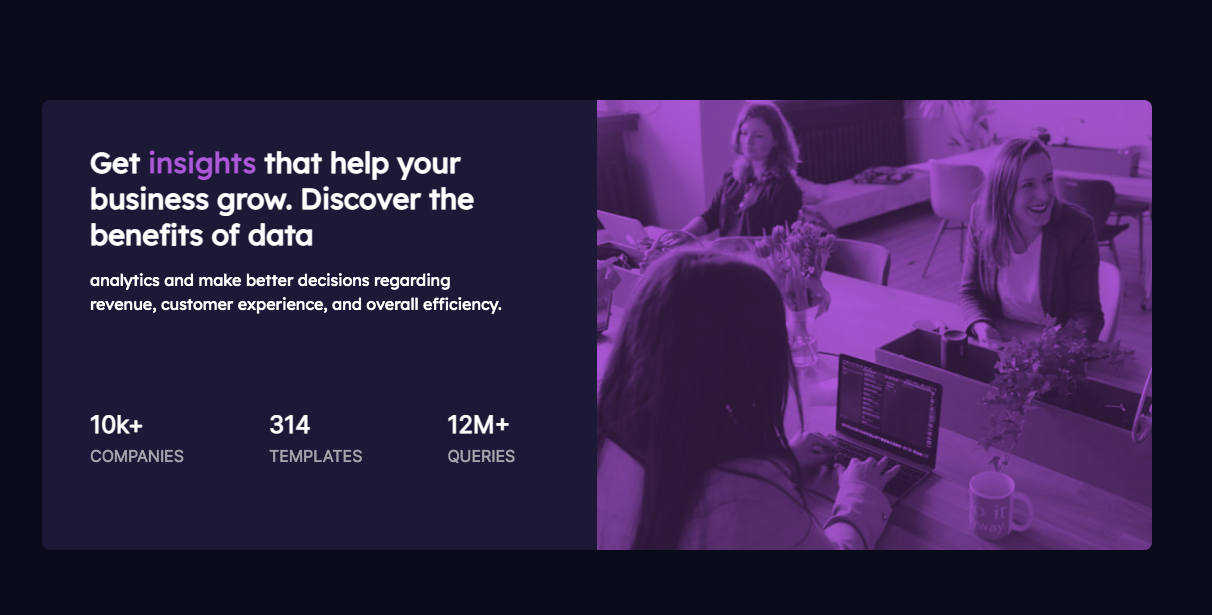 Get insights that help your
business grow. Discover the
benefits of data
analytics and make better decisions regarding
revenue, customer experience, and overall efficiency.
10k+ 314 12M+
COMPANIES TEMPLATES QUERIES
it